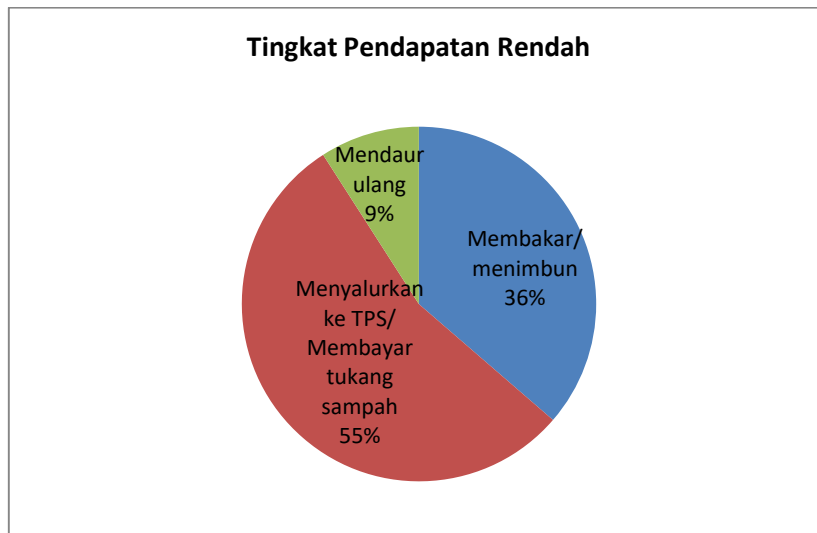 Tingkat Pendapatan Rendah
Mendaur
ulang
9%
Membakar/
menimbun
36%
Menyalurkan
ke TPS/
Membayar
tukang
sampah
55%